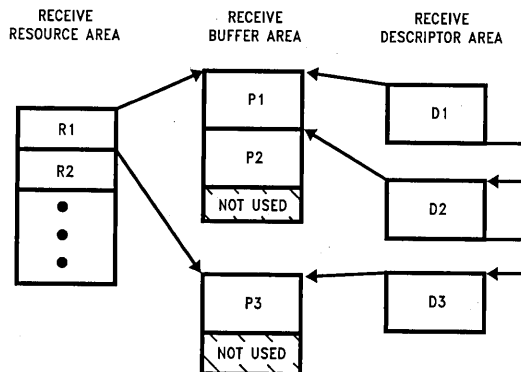 RECEIVE
RESOURCE AREA
RECEIVE
BUFFER AREA
RECEIVE
DESCRIPTOR AREA
R1
R2
P1
P2
NOT USED
P3
NOT USED
D1
D2
D3